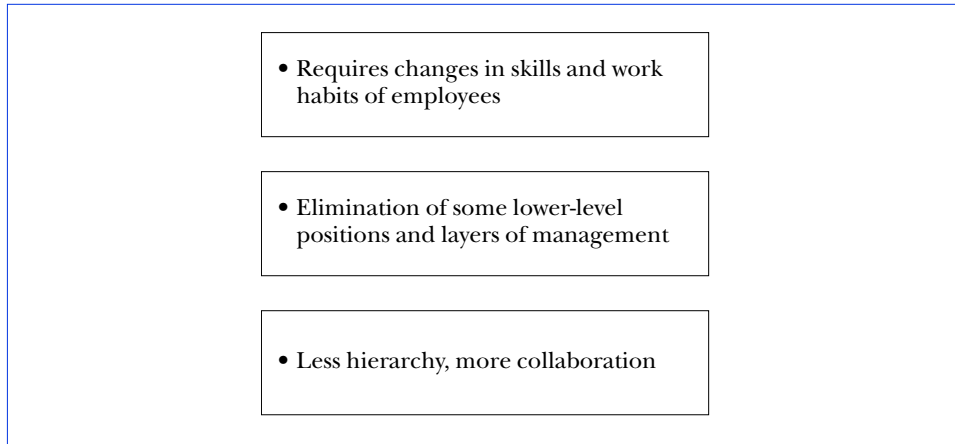 • Requires changes in skills and work
habits of employees
• Elimination of some lower-level
positions and layers of management
• Less hierarchy, more collaboration